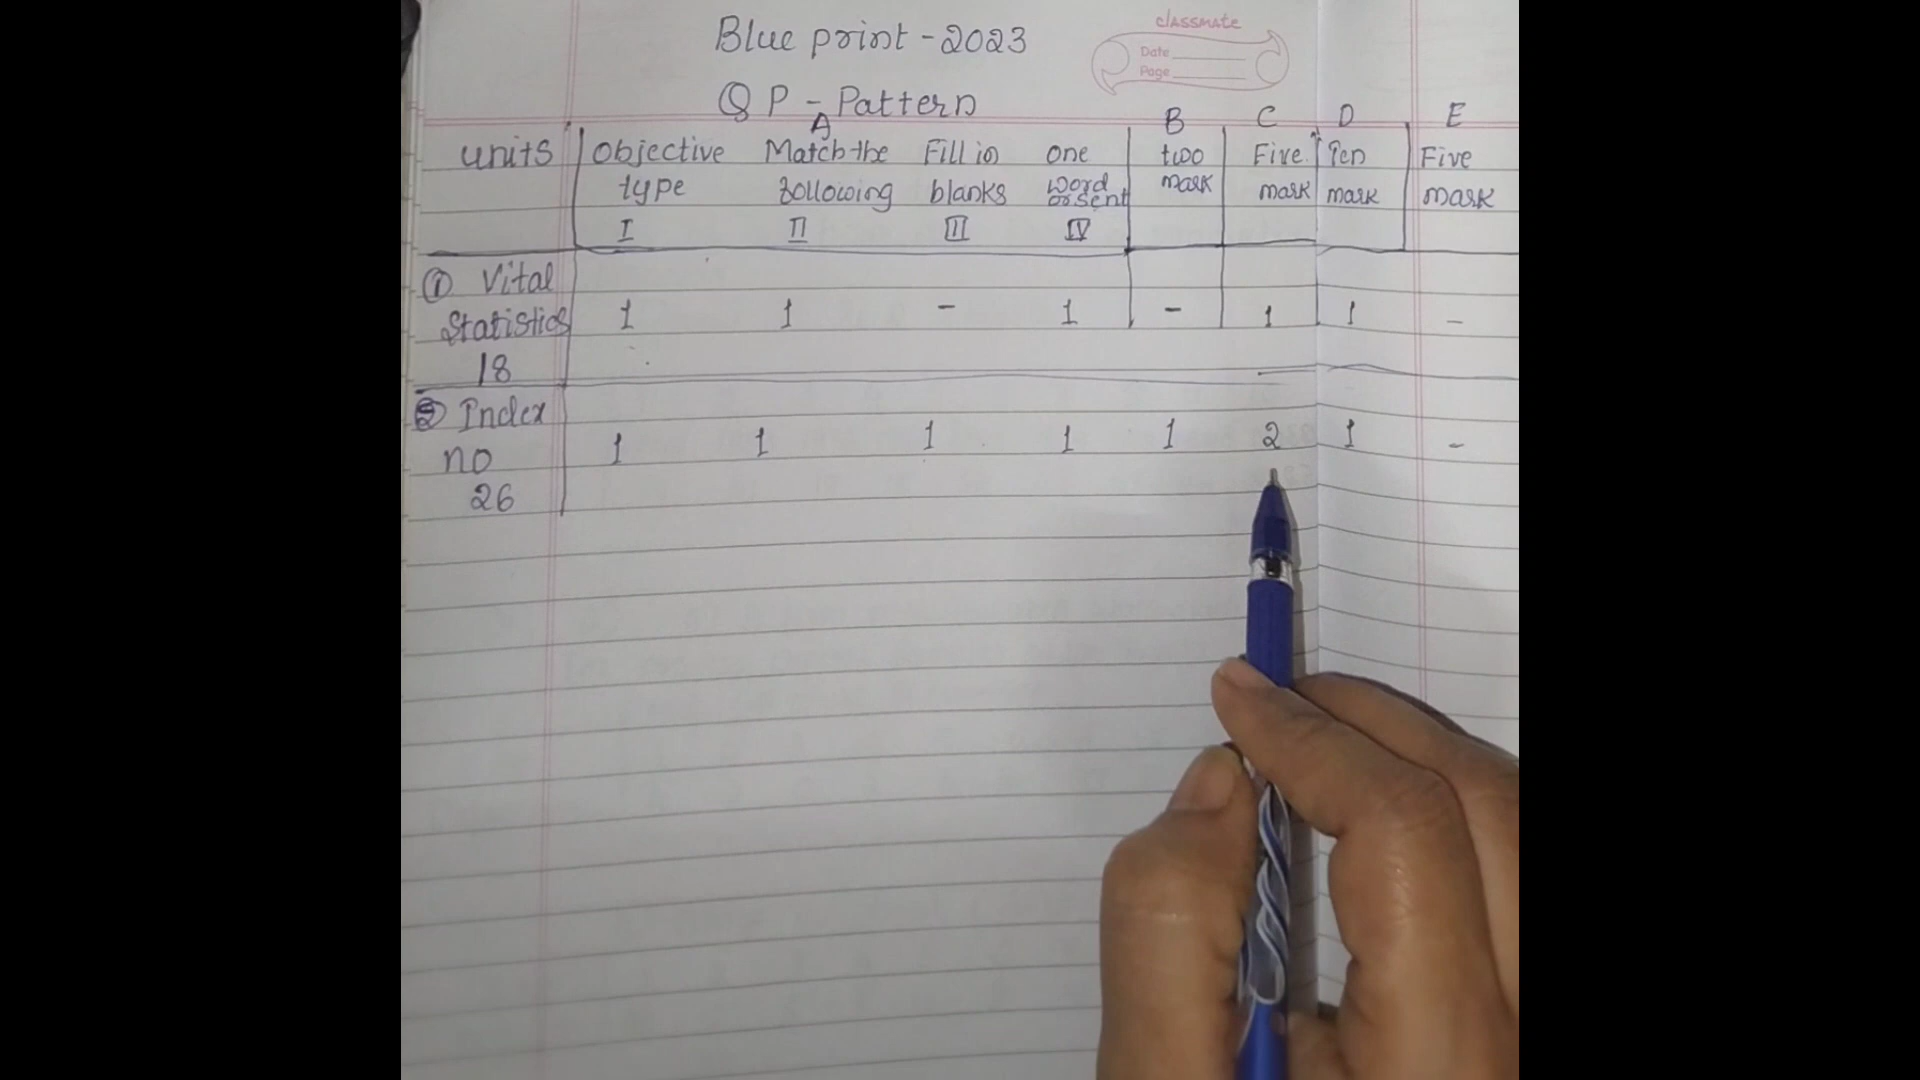 Blue print - 2023
classmate
Date
Page
Q P - Pattern
A B C D E
units Objective Match the Fill in one two Five Ten Five
type following blanks word or sent mark mark mark mark
I II III IV
① Vital
Statistics 1 1 - 1 - 1 1 -
18
② Index
no 1 1 1 1 1 2 1 -
26